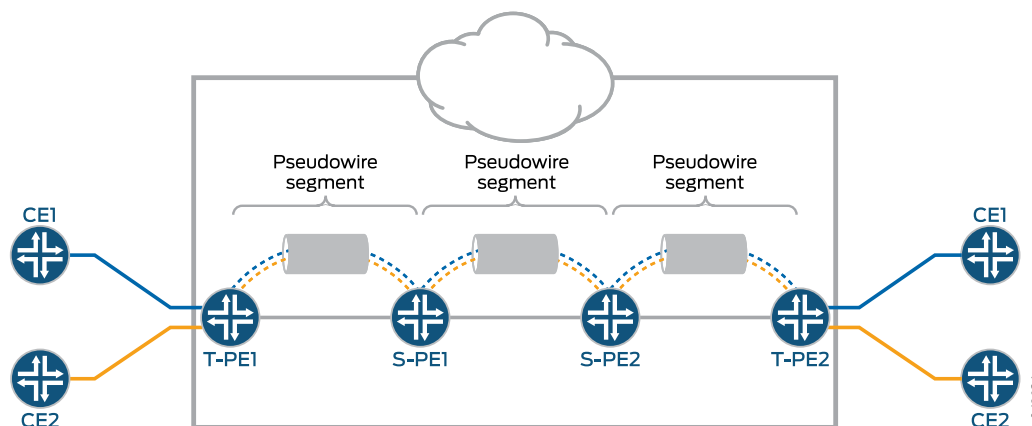 Pseudowire
segment
Pseudowire
segment
Pseudowire
segment
CE1
CE1
T-PE1
S-PE1
S-PE2
T-PE2
CE2
CE2